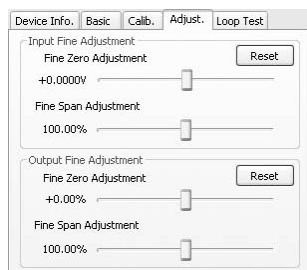 Device Info. Basic Calib. Adjust. Loop Test
Input Fine Adjustment
Fine Zero Adjustment Reset
+0.0000V
Fine Span Adjustment
100.00%
Output Fine Adjustment
Fine Zero Adjustment Reset
+0.00%
Fine Span Adjustment
100.00%